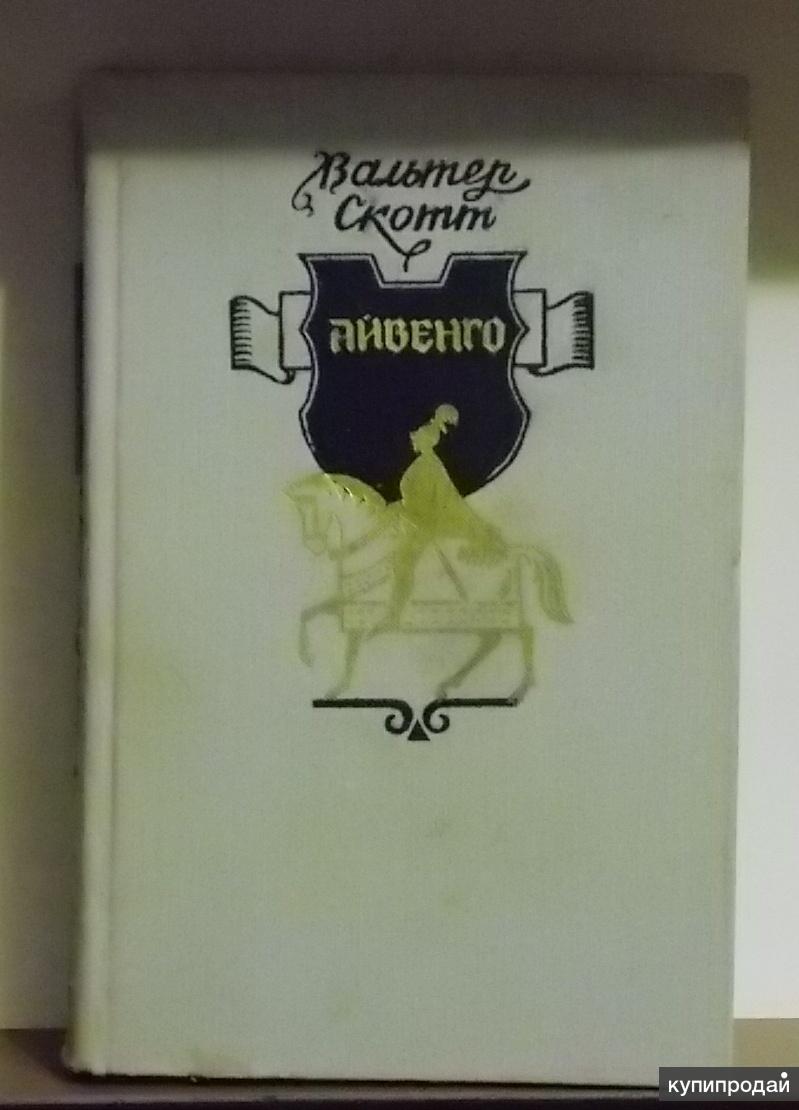 Вальтер
Скотт
АЙВЕНГО
купипродай